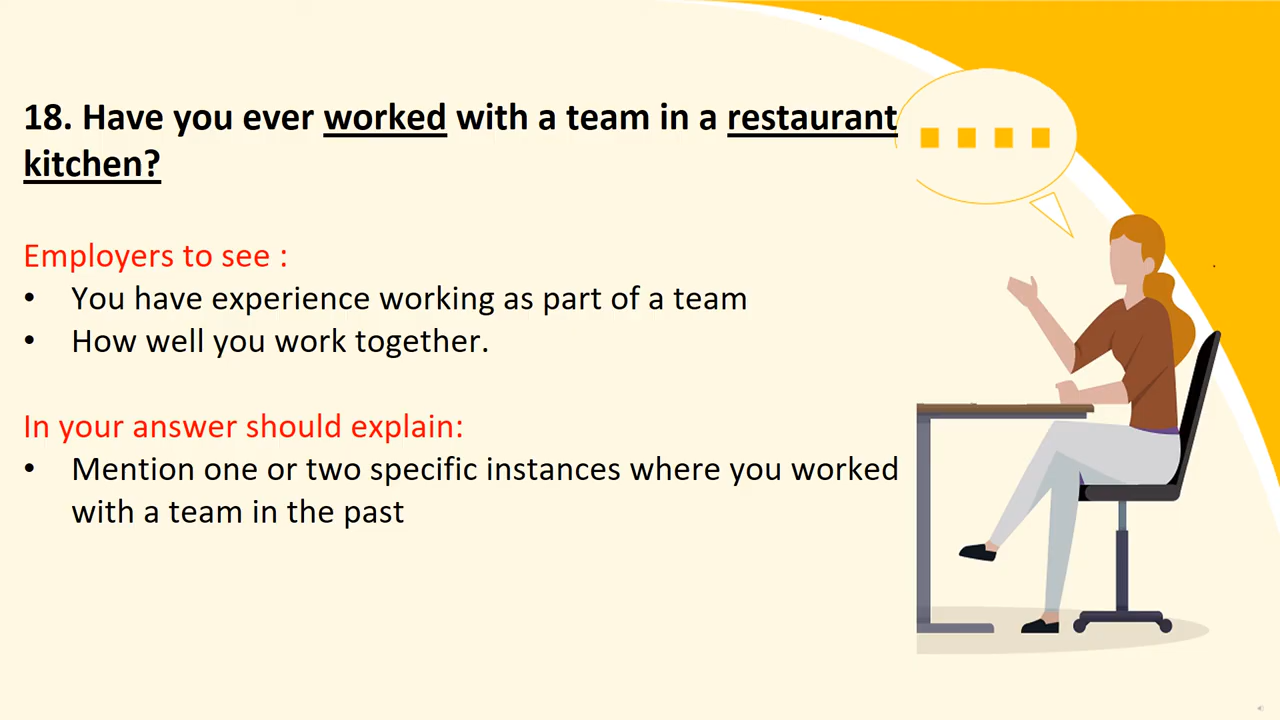 18. Have you ever worked with a team in a restaurant
kitchen?
Employers to see :
• You have experience working as part of a team
• How well you work together.
In your answer should explain:
• Mention one or two specific instances where you worked
with a team in the past